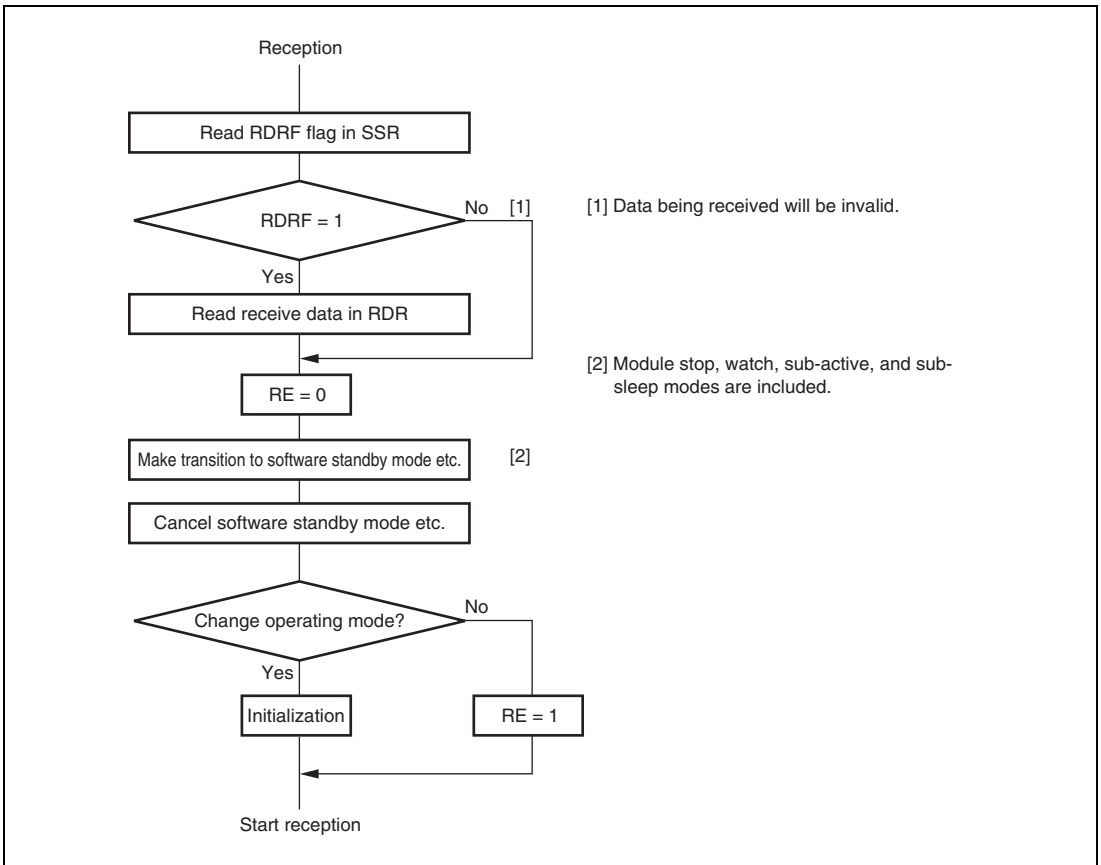 Reception
Read RDRF flag in SSR
RDRF = 1
No [1]
[1] Data being received will be invalid.
Yes
Read receive data in RDR
RE = 0
[2] Module stop, watch, sub-active, and sub-
sleep modes are included.
Make transition to software standby mode etc.
[2]
Cancel software standby mode etc.
Change operating mode?
No
Yes
Initialization
RE = 1
Start reception